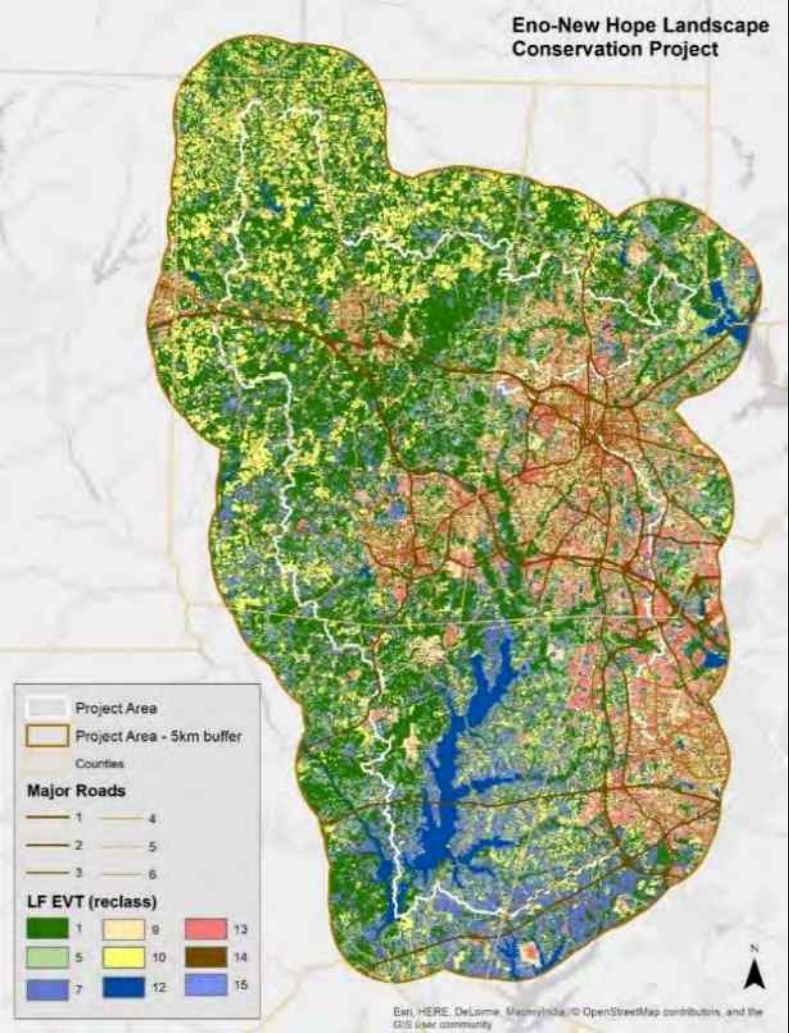 Eno-New Hope Landscape
Conservation Project
Project Area
Project Area - 5km buffer
Counties
Major Roads
1 4
2 5
3 6
LF EVT (reclass)
1 9 13
5 10 14
7 12 15
N
Esri, HERE, DeLorme, MapmyIndia, © OpenStreetMap contributors, and the
GIS user community